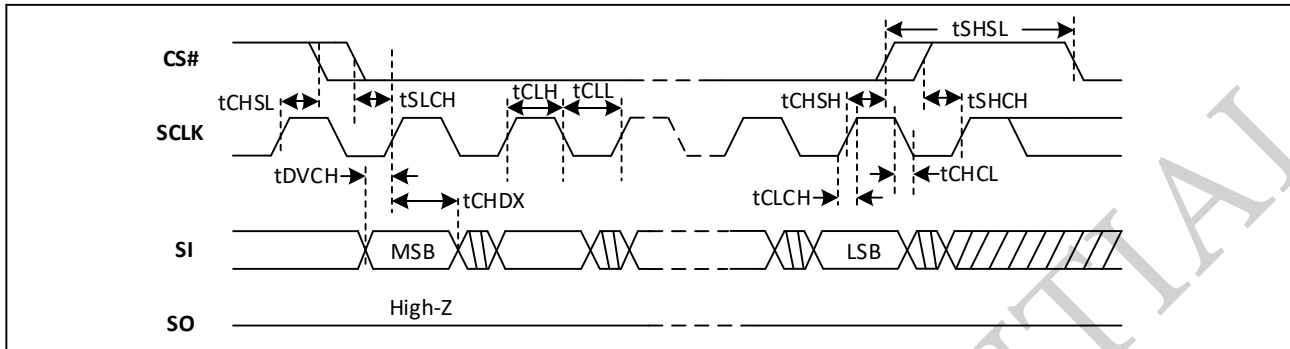 tSHSL
CS#
tCHSL
tSLCH
tCLH
tCLL
tCHSH
tSHCH
SCLK
tDVCH
tCHDX
tCLCH
tCHCL
SI
MSB
LSB
High-Z
SO